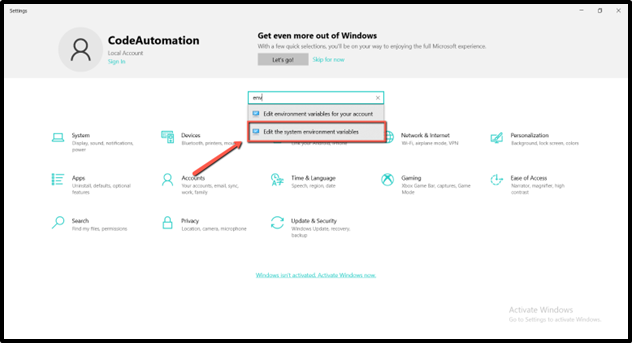 Settings
CodeAutomation
Local Account
Sign in
Get even more out of Windows
With a few quick selections, you'll be on your way to enjoying the full Microsoft experience.
Let's go!
Skip for now
env
Edit environment variables for your account
Edit the system environment variables
System
Display, sound, notifications,
power
Devices
Bluetooth, printers,
Network & Internet
Wi-Fi, airplane mode, VPN
Personalization
Background, lock screen, colors
Apps
Uninstall, defaults, optional
features
Accounts
Your accounts, email, sync,
work, family
Time & Language
Speech, region, date
Gaming
Xbox Game Bar, captures, Game
Mode
Ease of Access
Narrator, magnifier, high
contrast
Search
Find my files, permissions
Privacy
Location, camera, microphone
Update & Security
Windows Update, recovery,
backup
Windows isn't activated. Activate Windows now.
Activate Windows
Go to Settings to activate Windows.